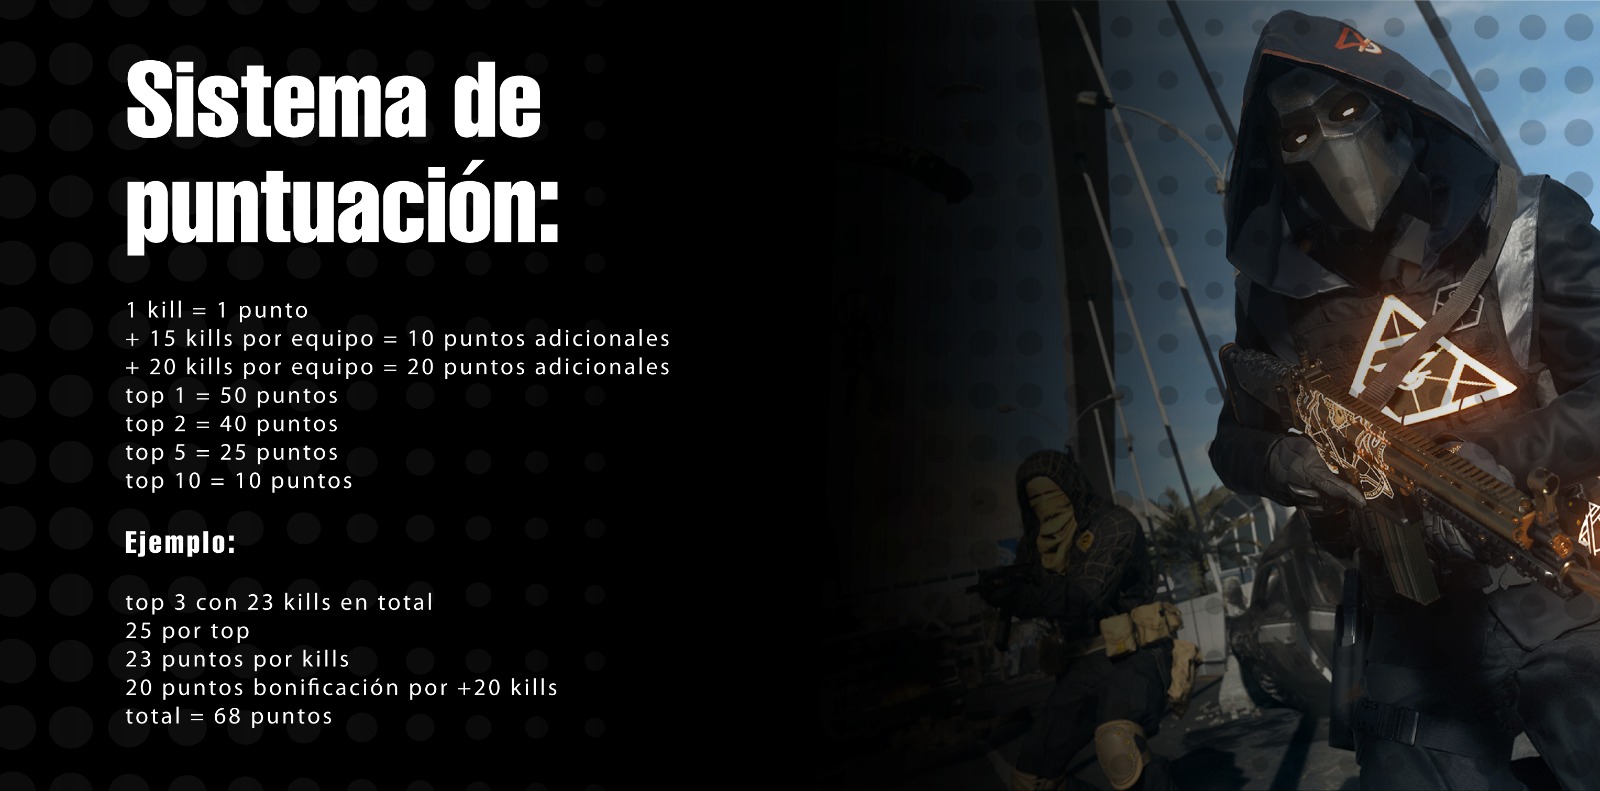 Sistema de
puntuación:
1 kill = 1 punto
+ 15 kills por equipo = 10 puntos adicionales
+ 20 kills por equipo = 20 puntos adicionales
top 1 = 50 puntos
top 2 = 40 puntos
top 5 = 25 puntos
top 10 = 10 puntos
Ejemplo:
top 3 con 23 kills en total
25 por top
23 puntos por kills
20 puntos bonificación por +20 kills
total = 68 puntos